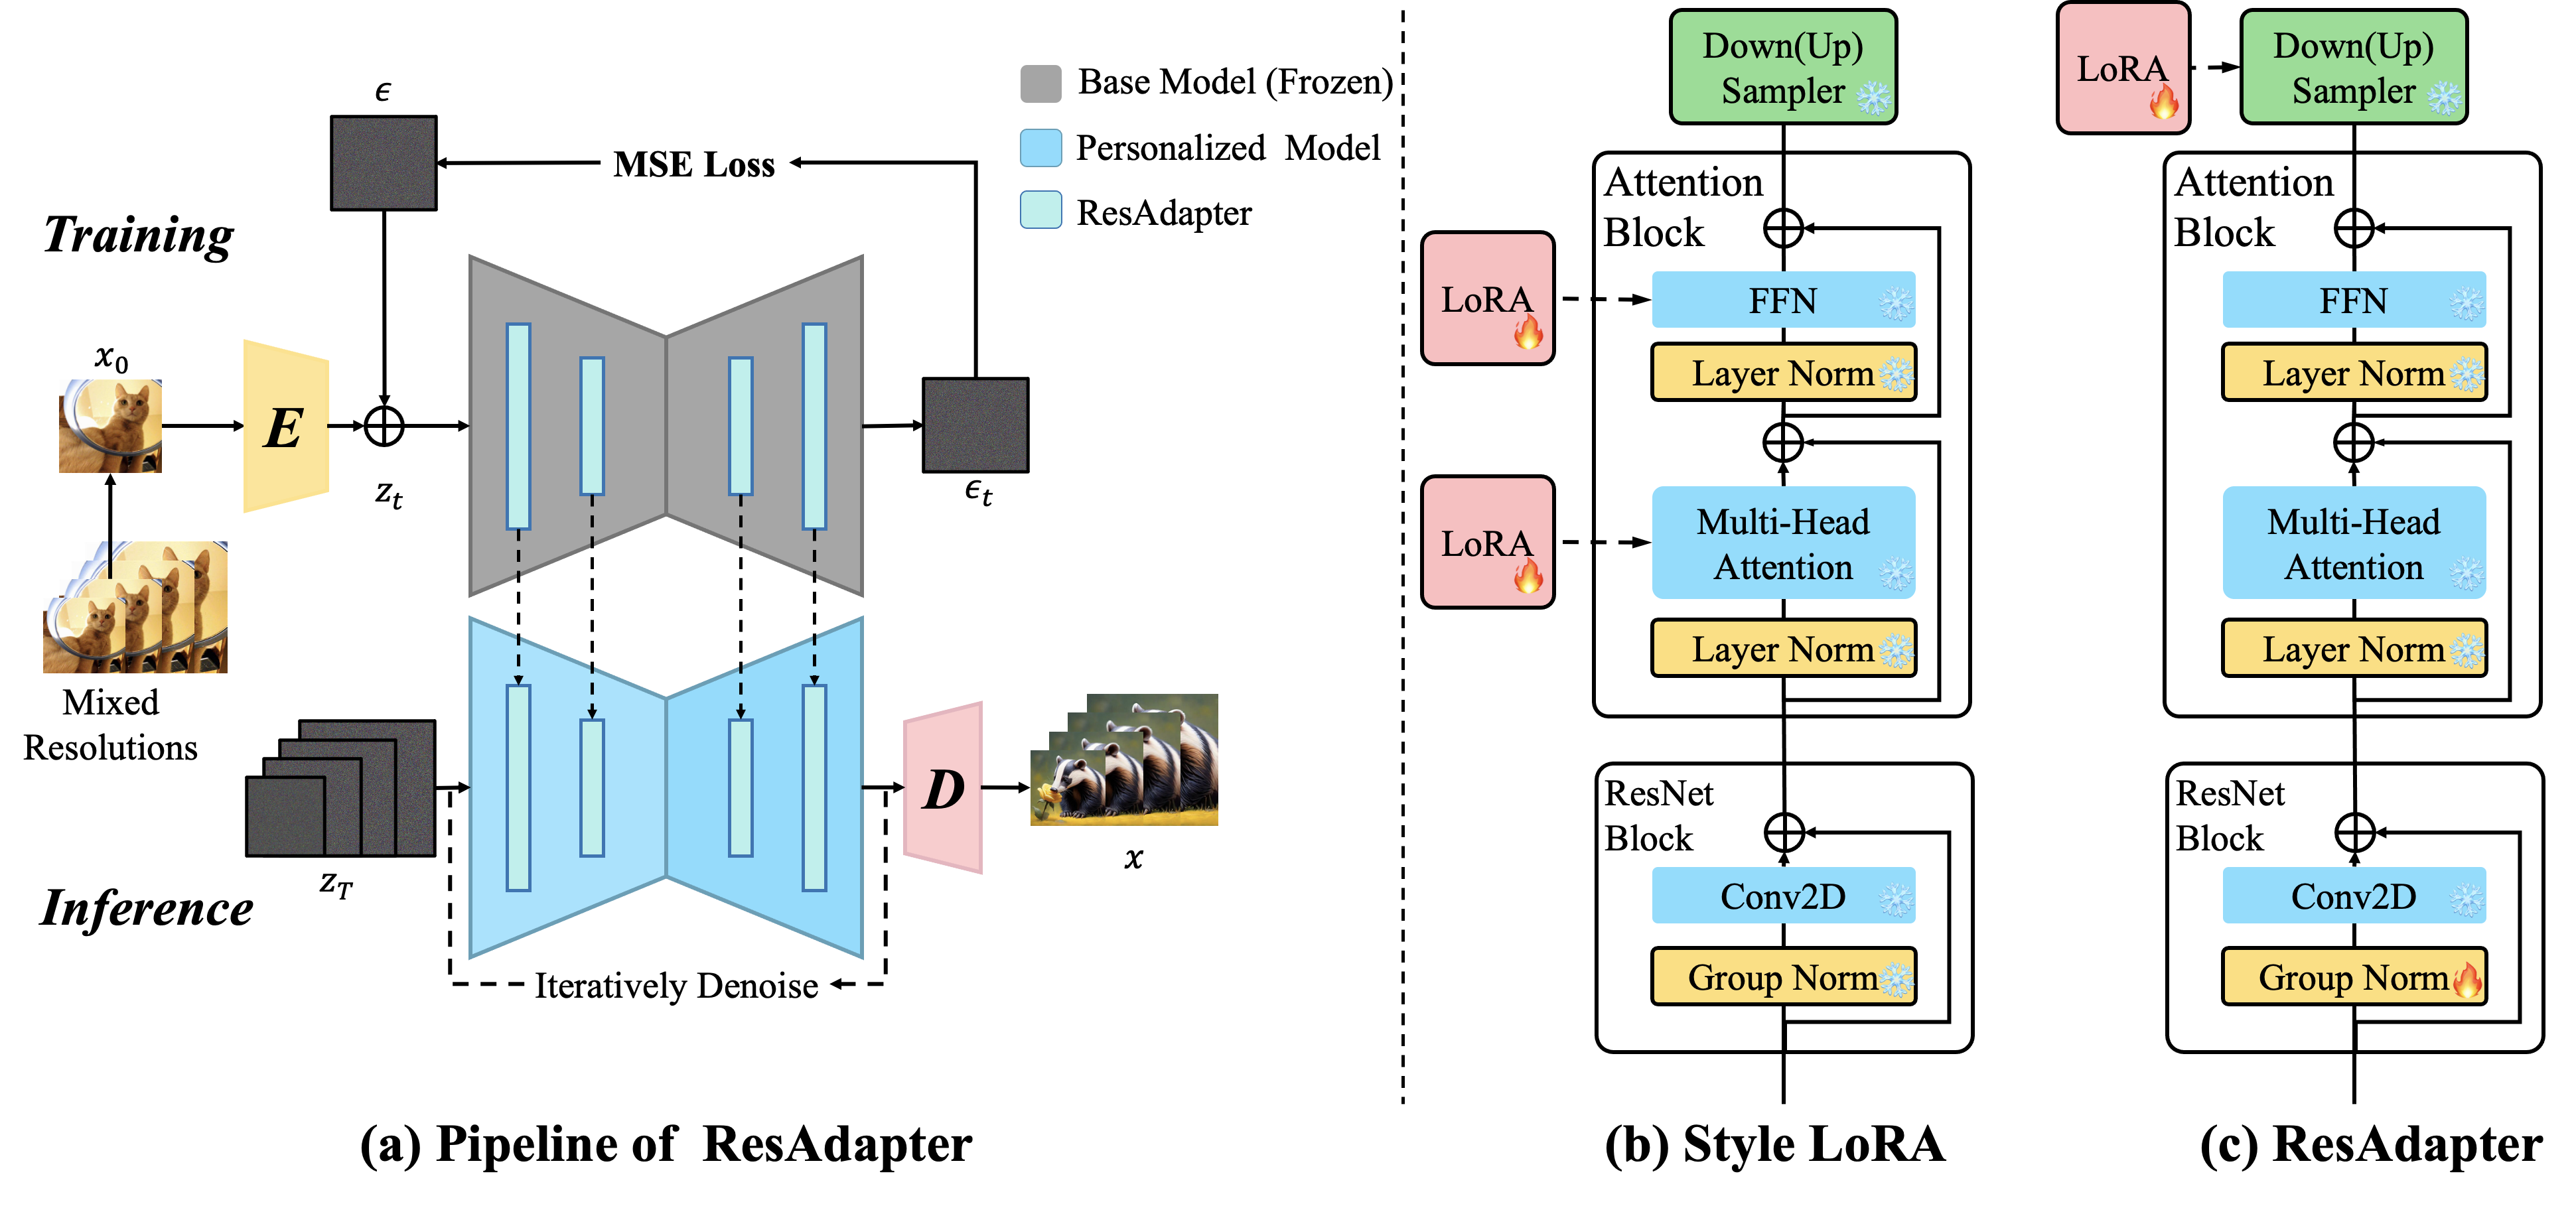 ϵ
MSE Loss
Base Model (Frozen)
Personalized Model
ResAdapter
Training
x₀
E
z_t
ϵ_t
Mixed
Resolutions
z_T
D
x
Inference
Iteratively Denoise
(a) Pipeline of ResAdapter
Down(Up)
Sampler
Attention
Block
LoRA
FFN
Layer Norm
LoRA
Multi-Head
Attention
Layer Norm
ResNet
Block
Conv2D
Group Norm
(b) Style LoRA
LoRA
Down(Up)
Sampler
Attention
Block
FFN
Layer Norm
Multi-Head
Attention
Layer Norm
ResNet
Block
Conv2D
Group Norm
(c) ResAdapter